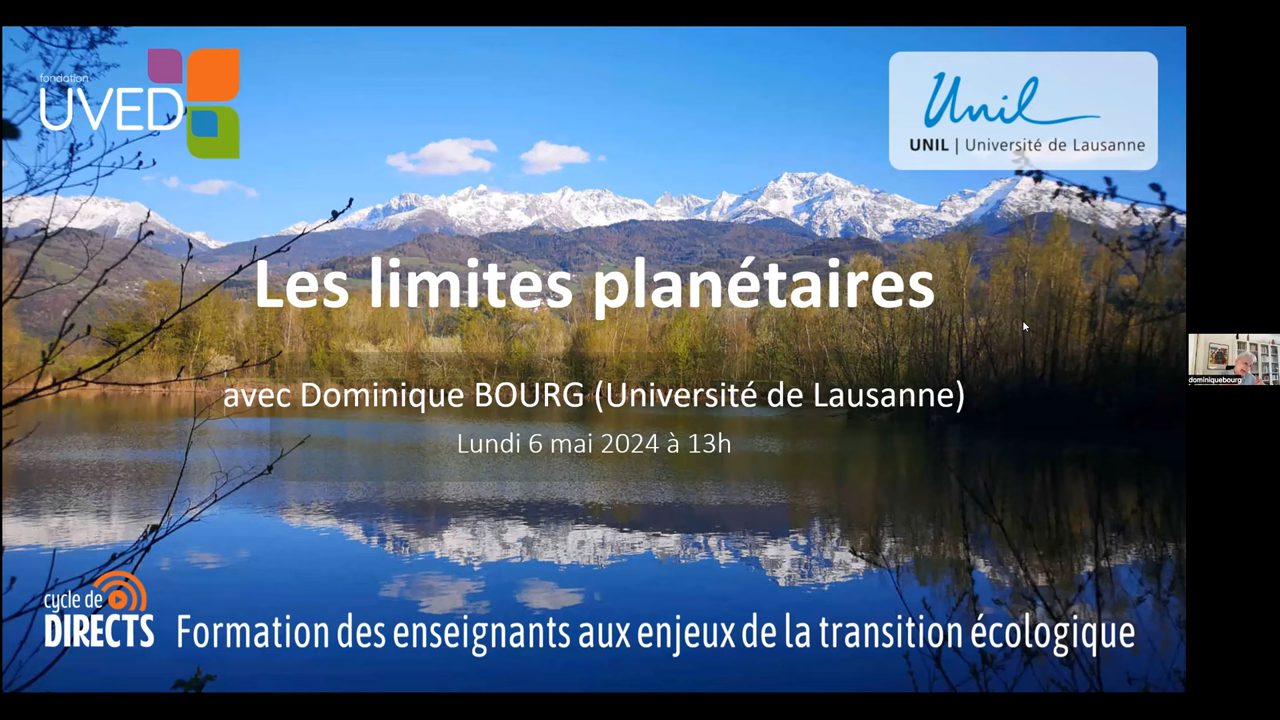 fondation
UVED
Unil
UNIL | Université de Lausanne
Les limites planétaires
avec Dominique BOURG (Université de Lausanne)
Lundi 6 mai 2024 à 13h
dominiquebourg
cycle de
DIRECTS
Formation des enseignants aux enjeux de la transition écologique